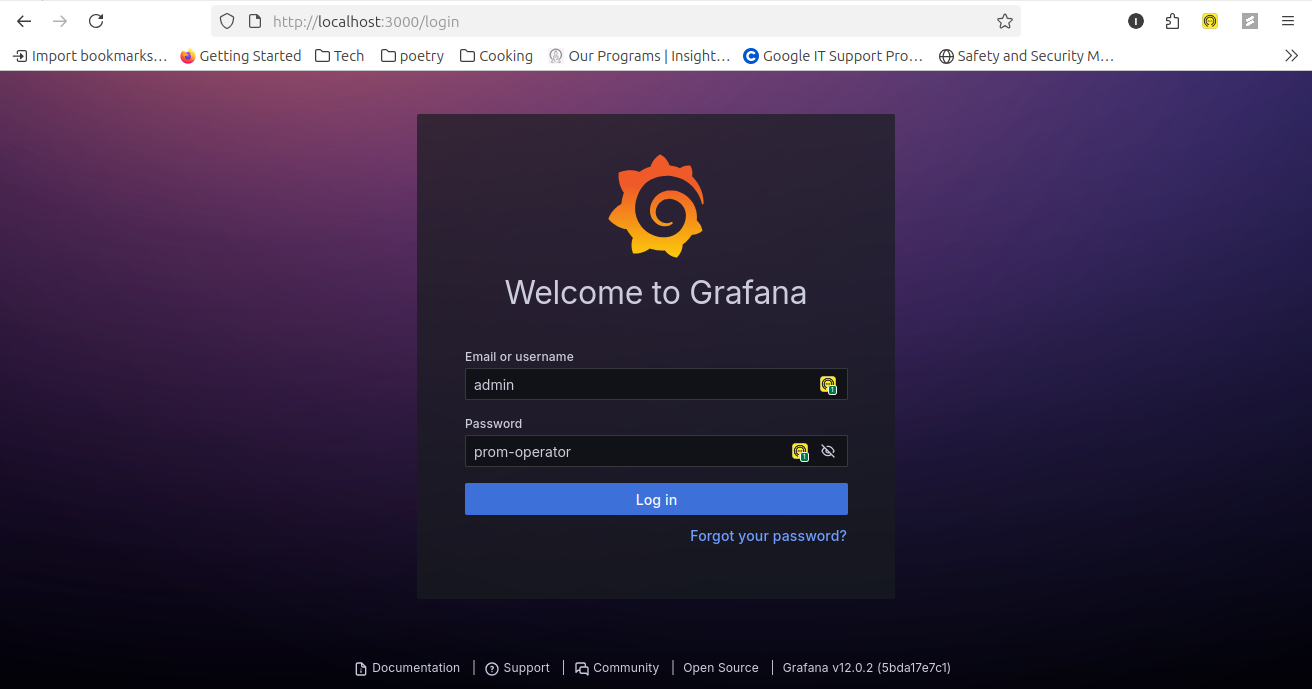 http://localhost:3000/login
Import bookmarks... Getting Started Tech poetry Cooking Our Programs | Insight... Google IT Support Pro... Safety and Security M...
Welcome to Grafana
Email or username
admin
Password
prom-operator
Log in
Forgot your password?
Documentation | Support | Community | Open Source | Grafana v12.0.2 (5bda17e7c1)